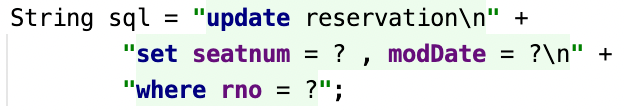 String sql = "update reservation\n" +
"set seatnum = ? , modDate = ?\n" +
"where rno = ?";